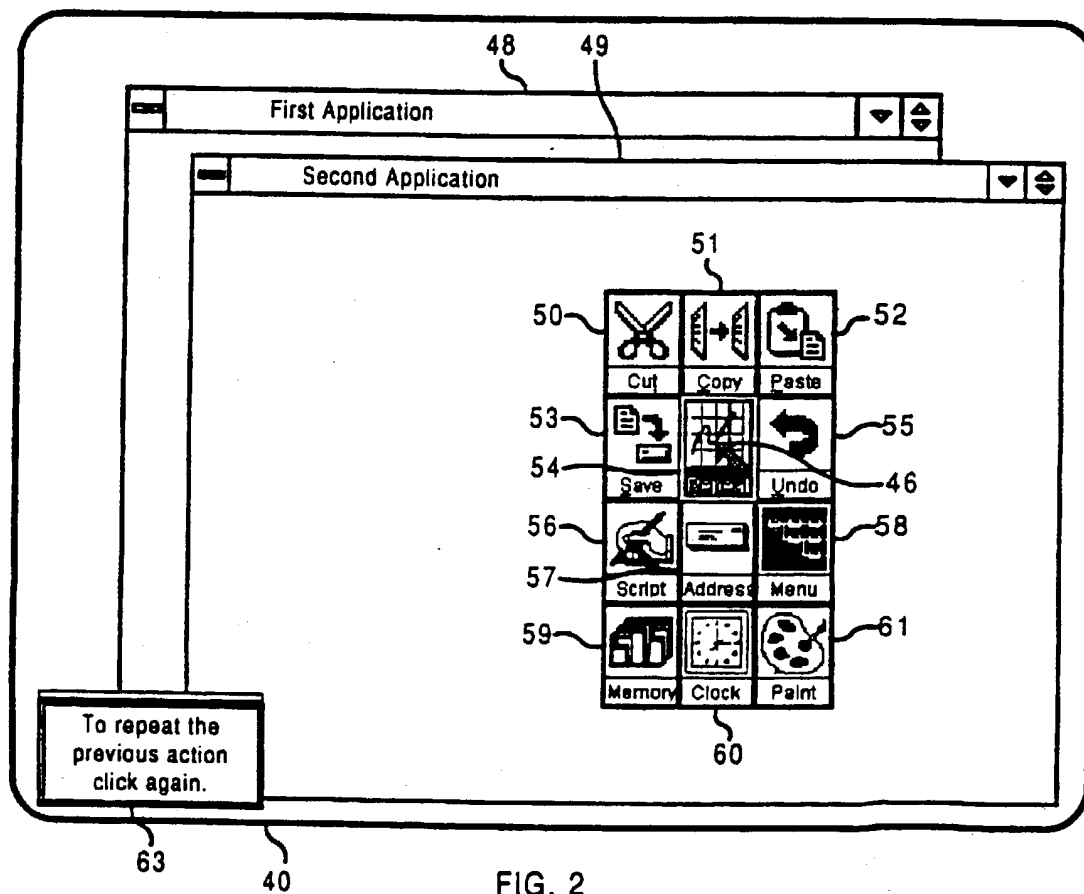 48 49
First Application
Second Application
51
50 52
Cut Copy Paste
53 55
54 46
Save Undo
56 58
57
Script Address Menu
59 61
Memory Clock Paint
60
To repeat the
previous action
click again.
63
40
FIG. 2